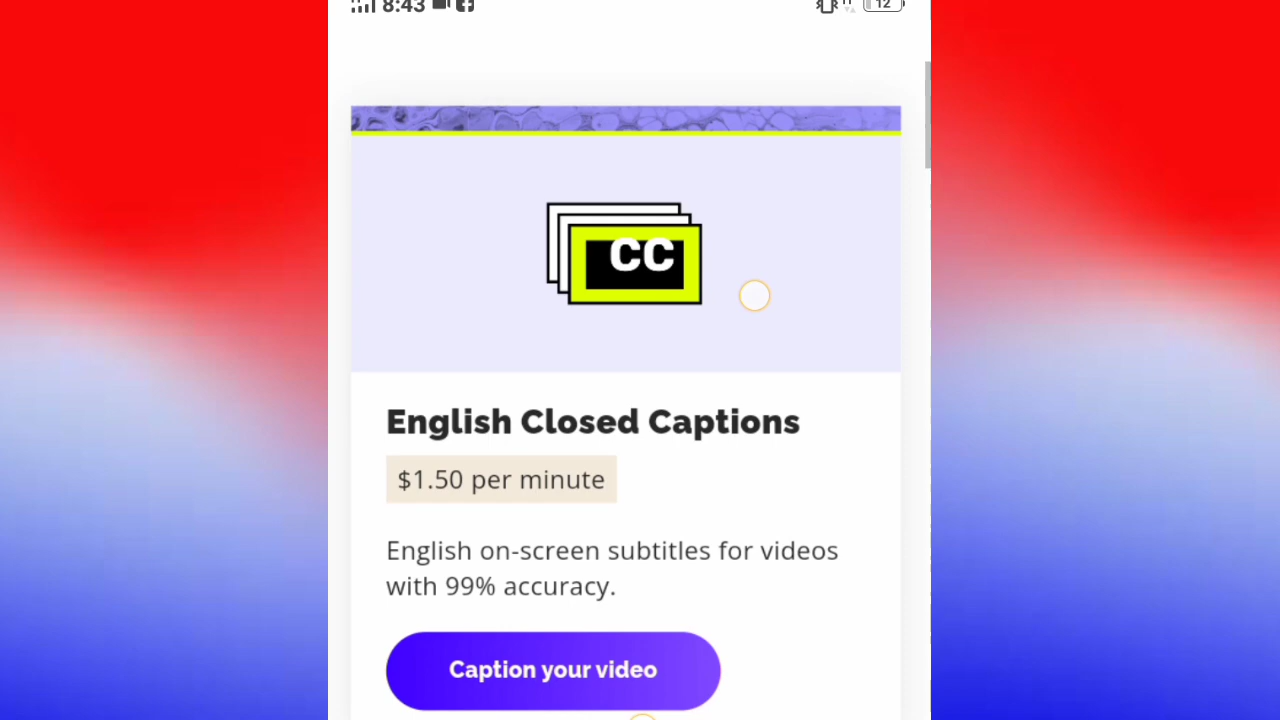 8:43
12
CC
English Closed Captions
$1.50 per minute
English on-screen subtitles for videos
with 99% accuracy.
Caption your video